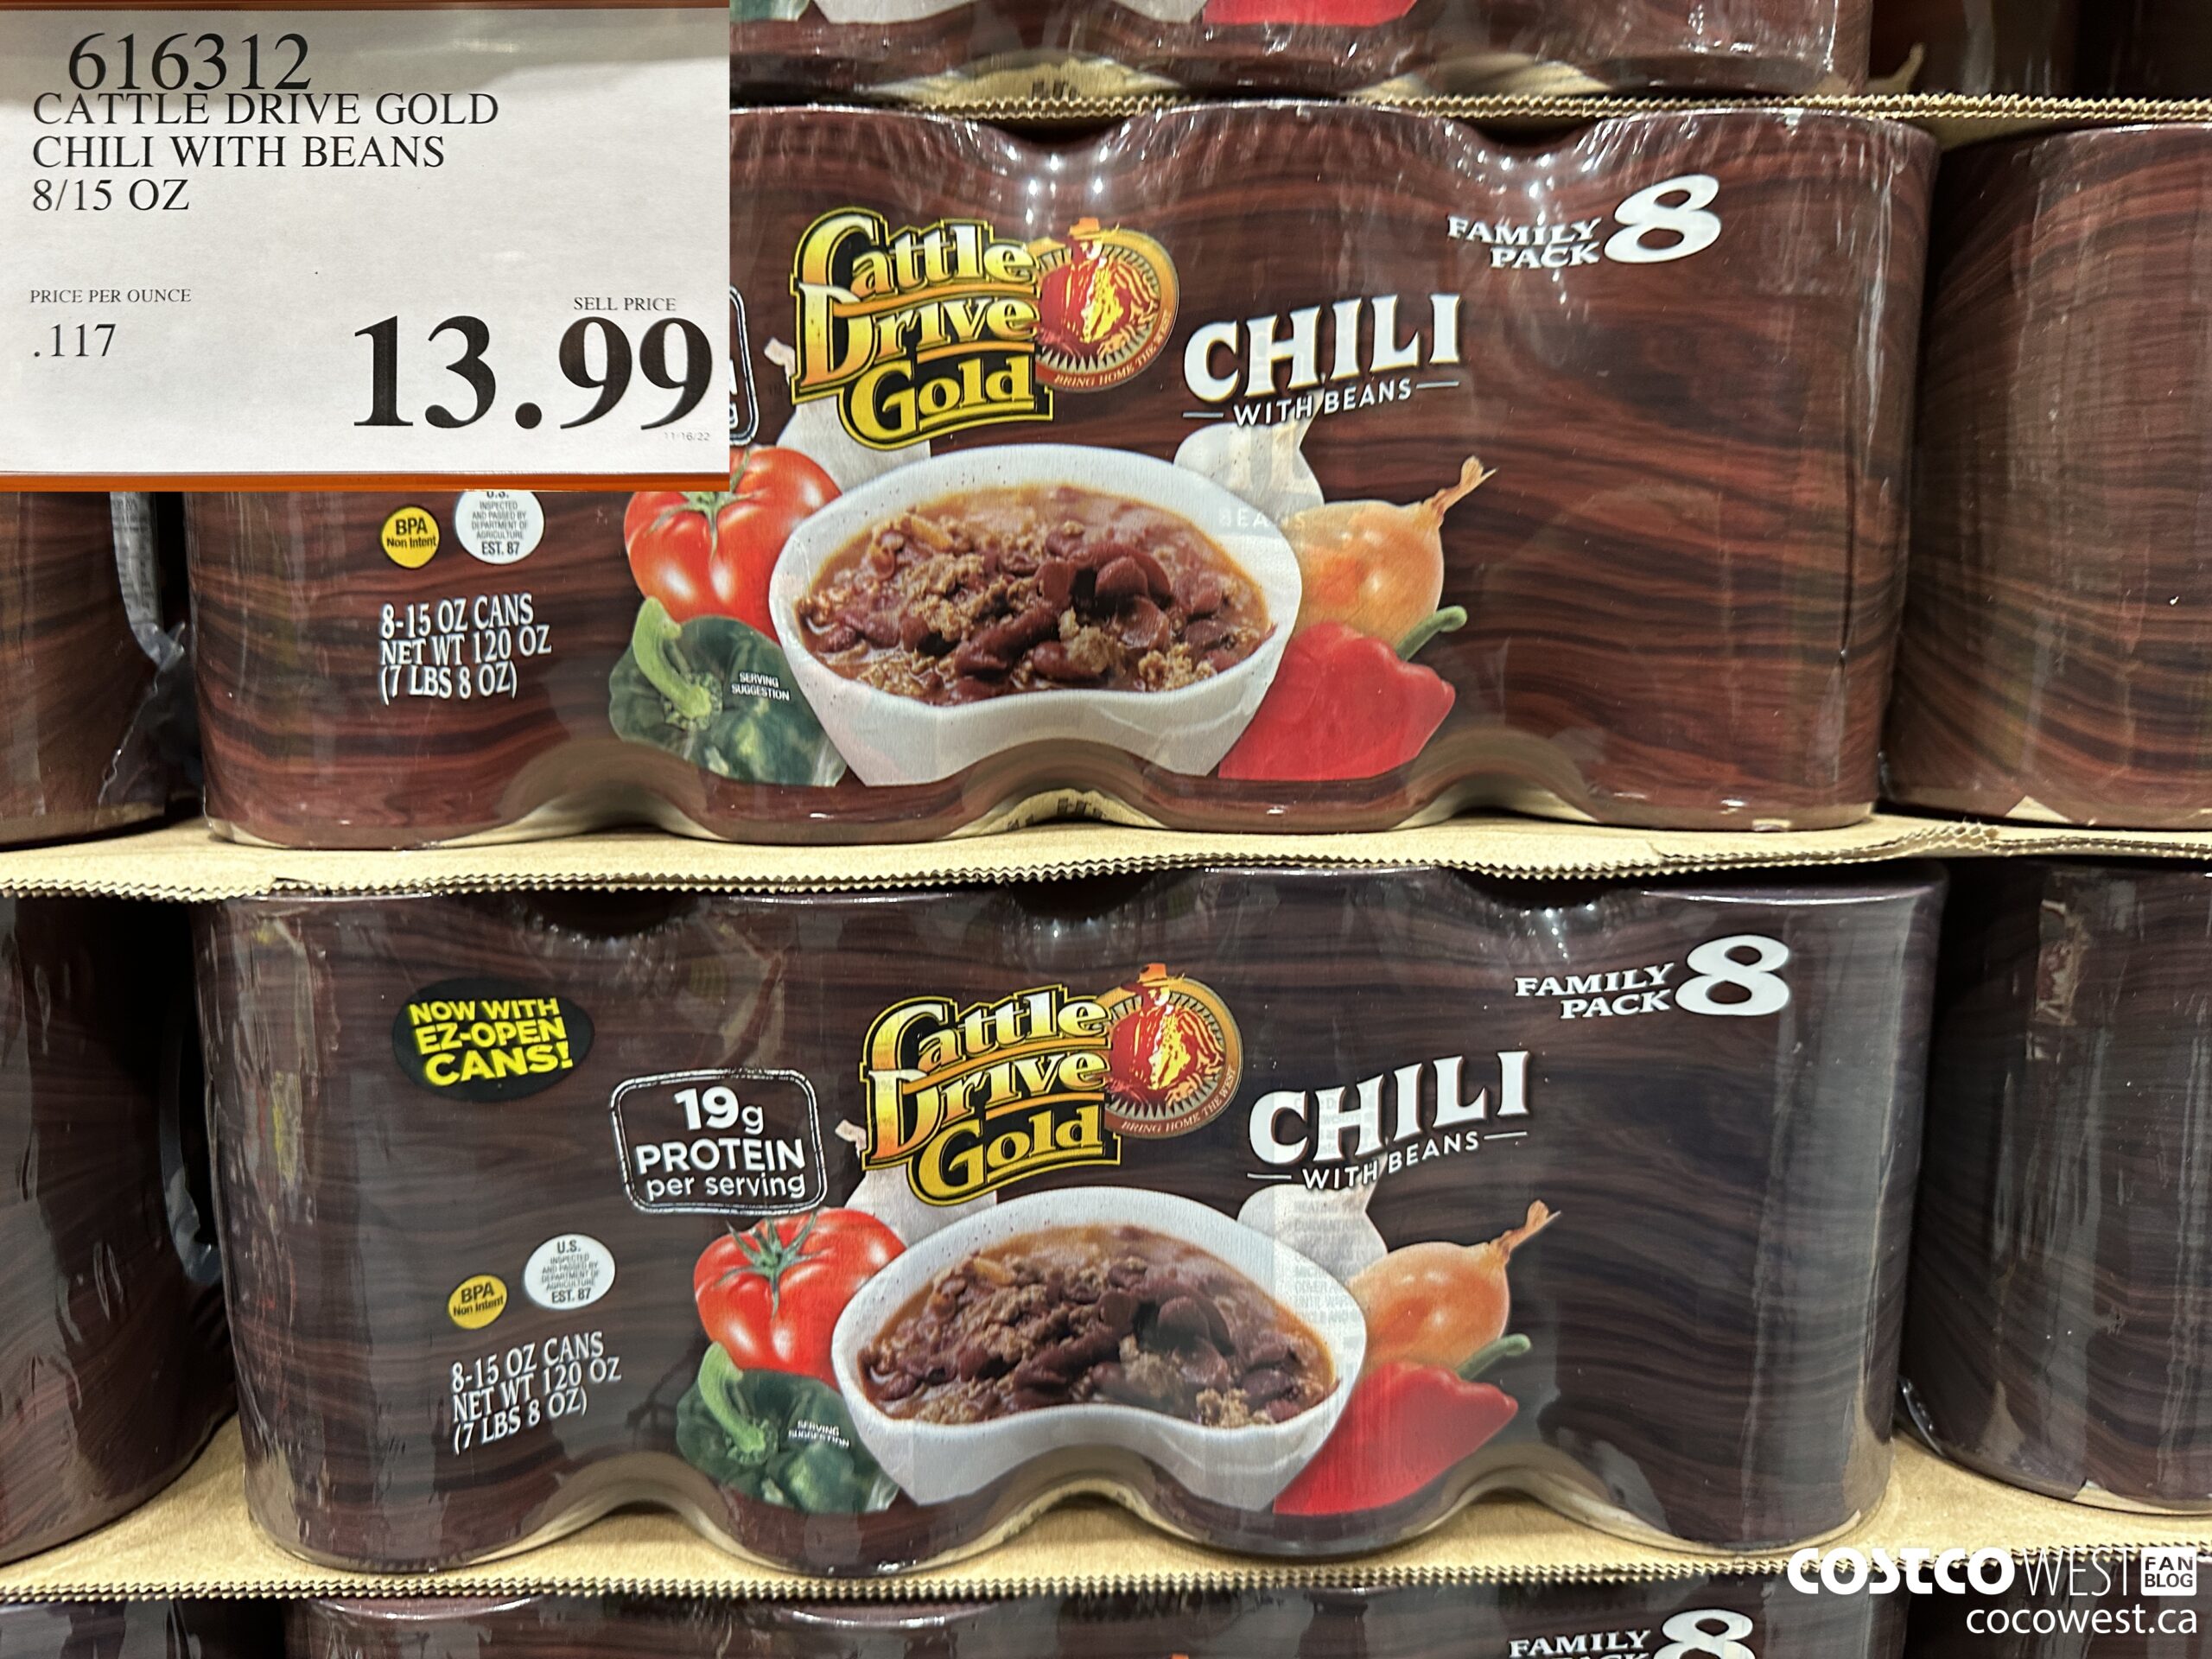 616312
CATTLE DRIVE GOLD
CHILI WITH BEANS
8/15 OZ
PRICE PER OUNCE
.117
SELL PRICE
13.99
11-16/22
FAMILY
PACK 8
Cattle
Drive
Gold
BRING HOME THE WEST
CHILI
WITH BEANS
BPA
Non Intent
U.S.
INSPECTED
AND PASSED BY
DEPARTMENT OF
AGRICULTURE
EST. 87
8-15 OZ CANS
NET WT 120 OZ
(7 LBS 8 OZ)
SERVING
SUGGESTION
BEANS
NOW WITH
EZ-OPEN
CANS!
19g
PROTEIN
per serving
Cattle
Drive
Gold
BRING HOME THE WEST
CHILI
WITH BEANS
FAMILY
PACK 8
BPA
Non Intent
U.S.
INSPECTED
AND PASSED BY
DEPARTMENT OF
AGRICULTURE
EST. 87
8-15 OZ CANS
NET WT 120 OZ
(7 LBS 8 OZ)
SERVING
SUGGESTION
FAMILY
PACK 8
COSTCO WEST FAN BLOG
cocowest.ca